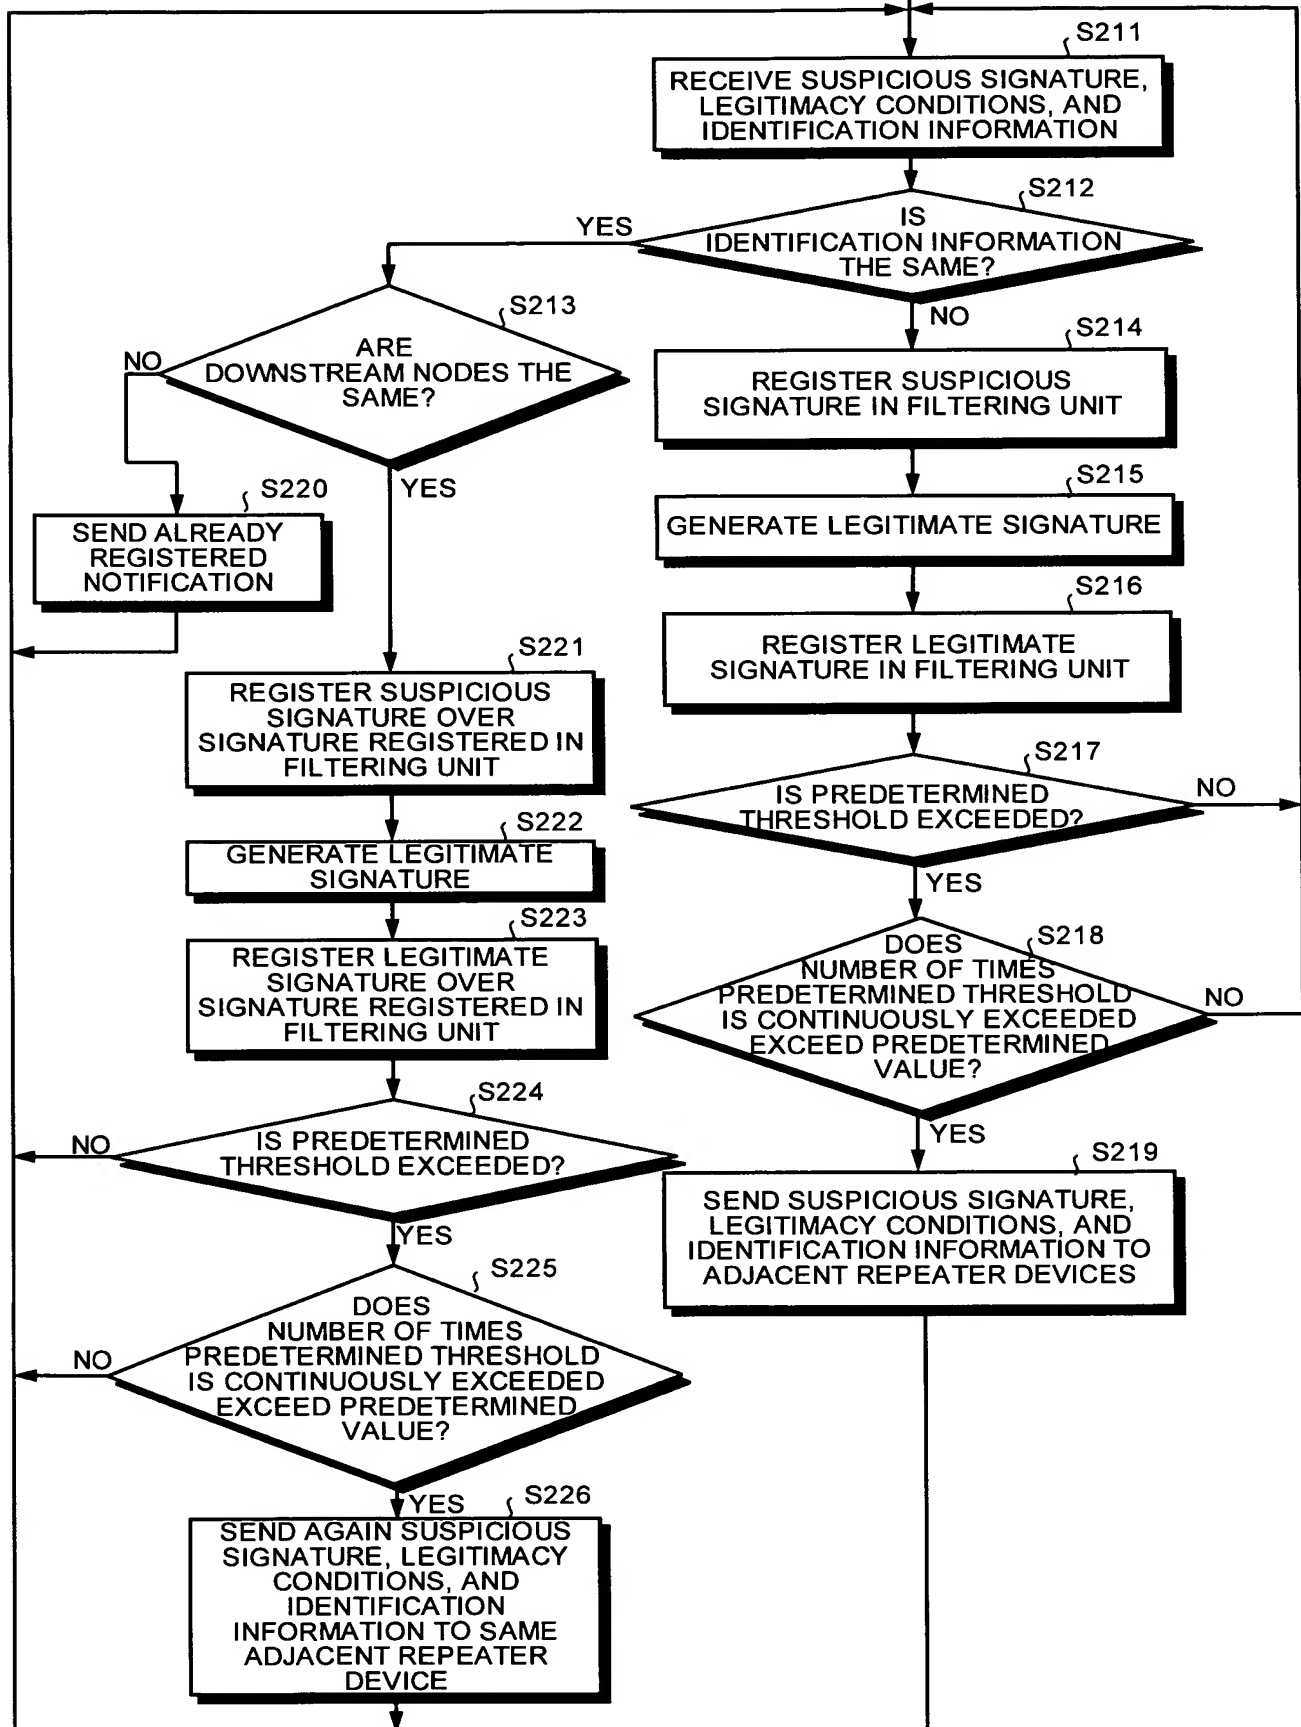 S211
RECEIVE SUSPICIOUS SIGNATURE,
LEGITIMACY CONDITIONS, AND
IDENTIFICATION INFORMATION
S212
IS
IDENTIFICATION INFORMATION
THE SAME?
YES
NO
S213
ARE
DOWNSTREAM NODES THE
SAME?
NO
YES
S214
REGISTER SUSPICIOUS
SIGNATURE IN FILTERING UNIT
S215
GENERATE LEGITIMATE SIGNATURE
S216
REGISTER LEGITIMATE
SIGNATURE IN FILTERING UNIT
S217
IS PREDETERMINED
THRESHOLD EXCEEDED?
NO
YES
S218
DOES
NUMBER OF TIMES
PREDETERMINED THRESHOLD
IS CONTINUOUSLY EXCEEDED
EXCEED PREDETERMINED
VALUE?
NO
YES
S219
SEND SUSPICIOUS SIGNATURE,
LEGITIMACY CONDITIONS, AND
IDENTIFICATION INFORMATION TO
ADJACENT REPEATER DEVICES
S220
SEND ALREADY
REGISTERED
NOTIFICATION
S221
REGISTER SUSPICIOUS
SIGNATURE OVER
SIGNATURE REGISTERED IN
FILTERING UNIT
S222
GENERATE LEGITIMATE
SIGNATURE
S223
REGISTER LEGITIMATE
SIGNATURE OVER
SIGNATURE REGISTERED IN
FILTERING UNIT
S224
IS PREDETERMINED
THRESHOLD EXCEEDED?
NO
YES
S225
DOES
NUMBER OF TIMES
PREDETERMINED THRESHOLD
IS CONTINUOUSLY EXCEEDED
EXCEED PREDETERMINED
VALUE?
NO
YES
S226
SEND AGAIN SUSPICIOUS
SIGNATURE, LEGITIMACY
CONDITIONS, AND
IDENTIFICATION
INFORMATION TO SAME
ADJACENT REPEATER
DEVICE